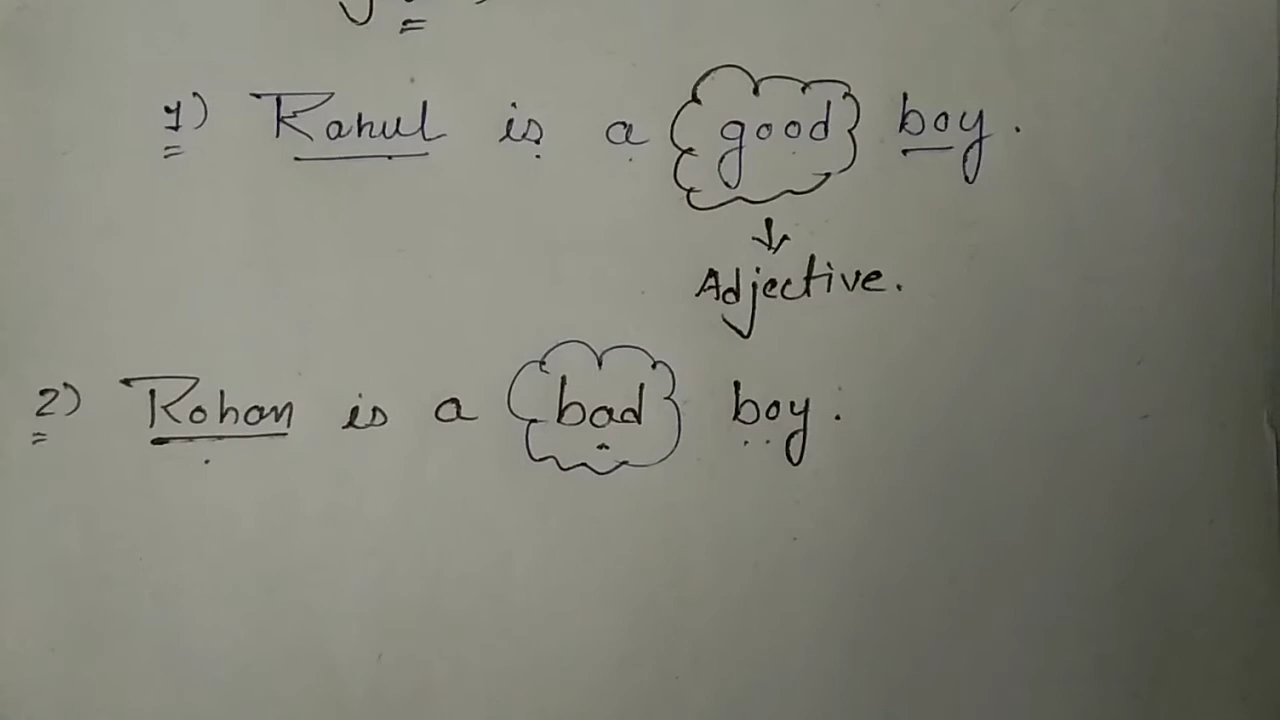 1) Rahul is a good boy.
Adjective.
2) Rohan is a bad boy.